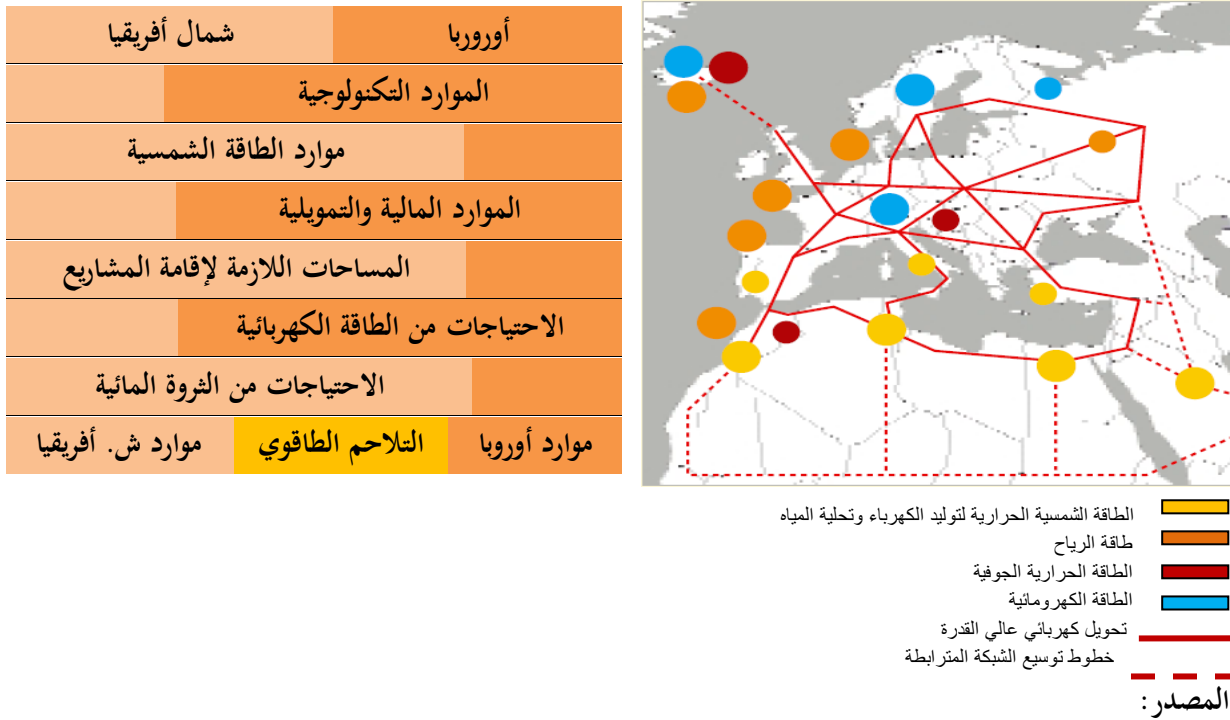 أوروربا
شمال أفريقيا
الموارد التكنولوجية
موارد الطاقة الشمسية
الموارد المالية والتمويلية
المساحات اللازمة لإقامة المشاريع
الاحتياجات من الطاقة الكهربائية
الاحتياجات من الثروة المائية
موارد أوروبا
التلاحم الطاقوي
موارد ش. أفريقيا
الطاقة الشمسية الحرارية لتوليد الكهرباء وتحلية المياه
طاقة الرياح
الطاقة الحرارية الجوفية
الطاقة الكهرومائية
تحويل كهربائي عالي القدرة
خطوط توسيع الشبكة المترابطة
المصدر: